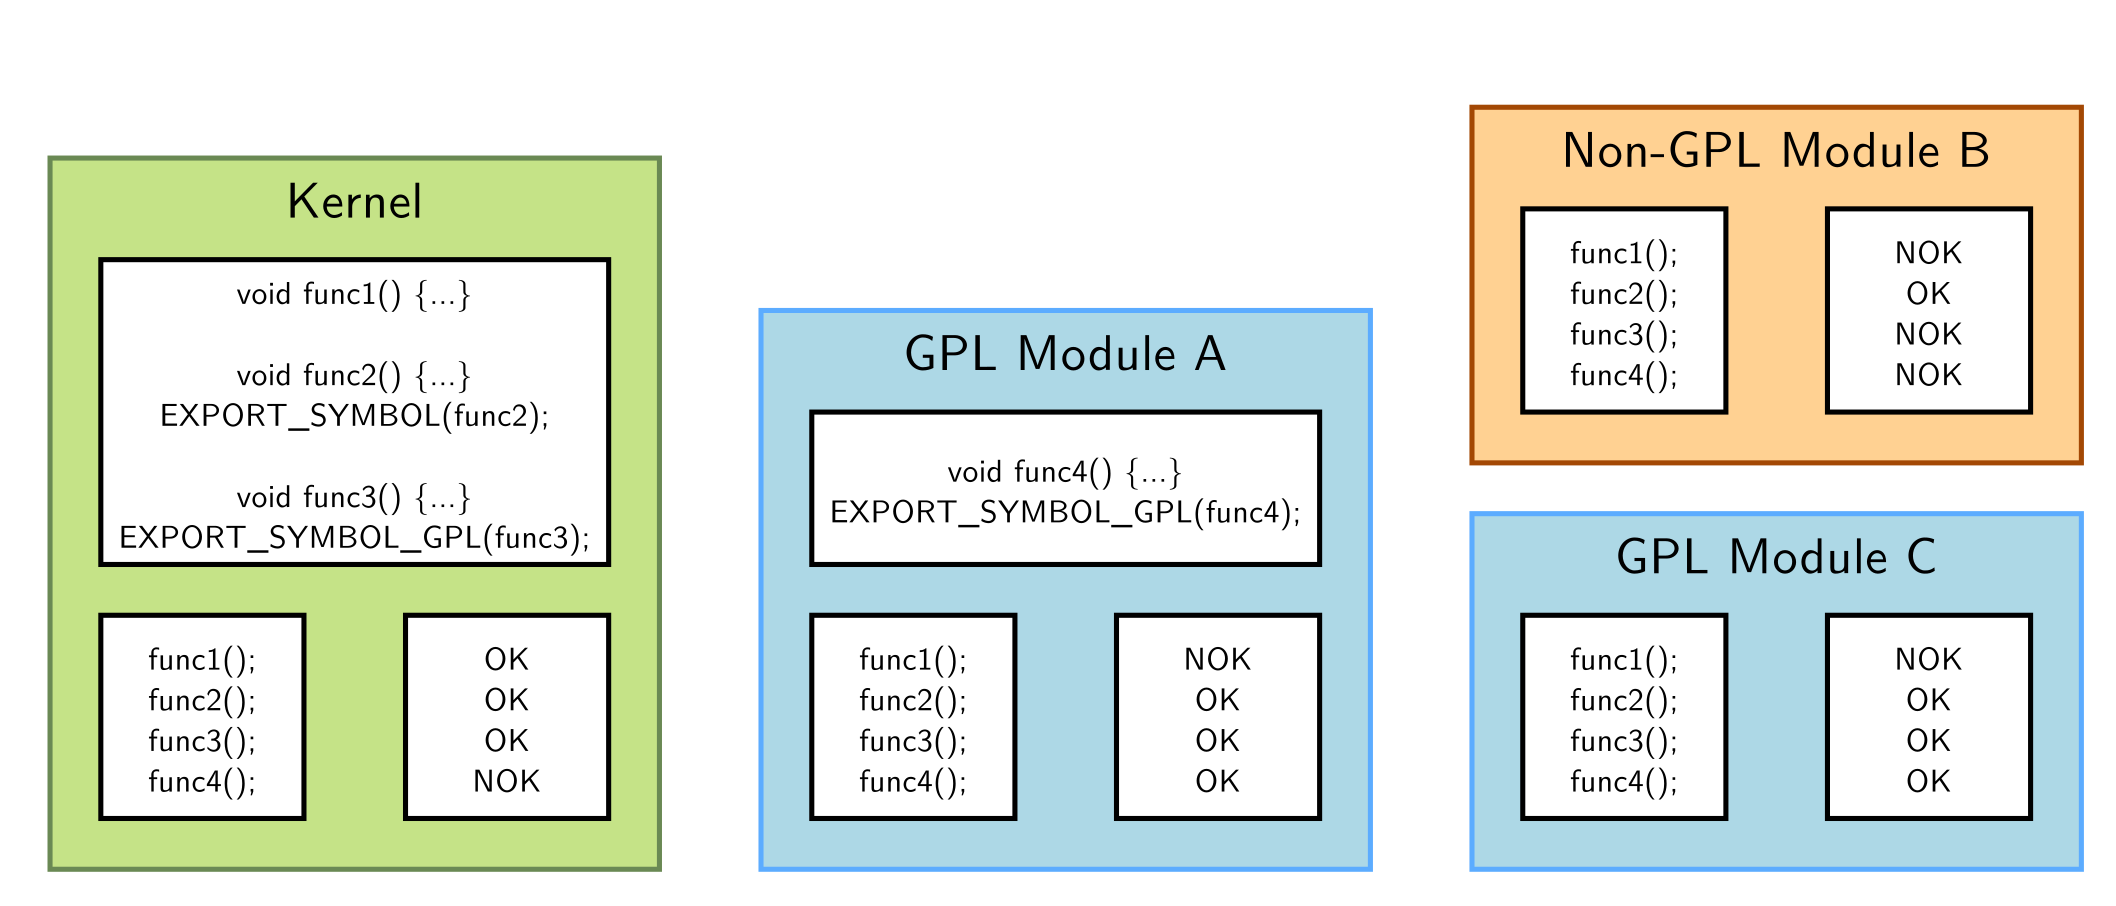 Kernel
void func1() {...}
void func2() {...}
EXPORT_SYMBOL(func2);
void func3() {...}
EXPORT_SYMBOL_GPL(func3);
func1();
func2();
func3();
func4();
OK
OK
OK
NOK
GPL Module A
void func4() {...}
EXPORT_SYMBOL_GPL(func4);
func1();
func2();
func3();
func4();
NOK
OK
OK
OK
Non-GPL Module B
func1();
func2();
func3();
func4();
NOK
OK
NOK
NOK
GPL Module C
func1();
func2();
func3();
func4();
NOK
OK
OK
OK